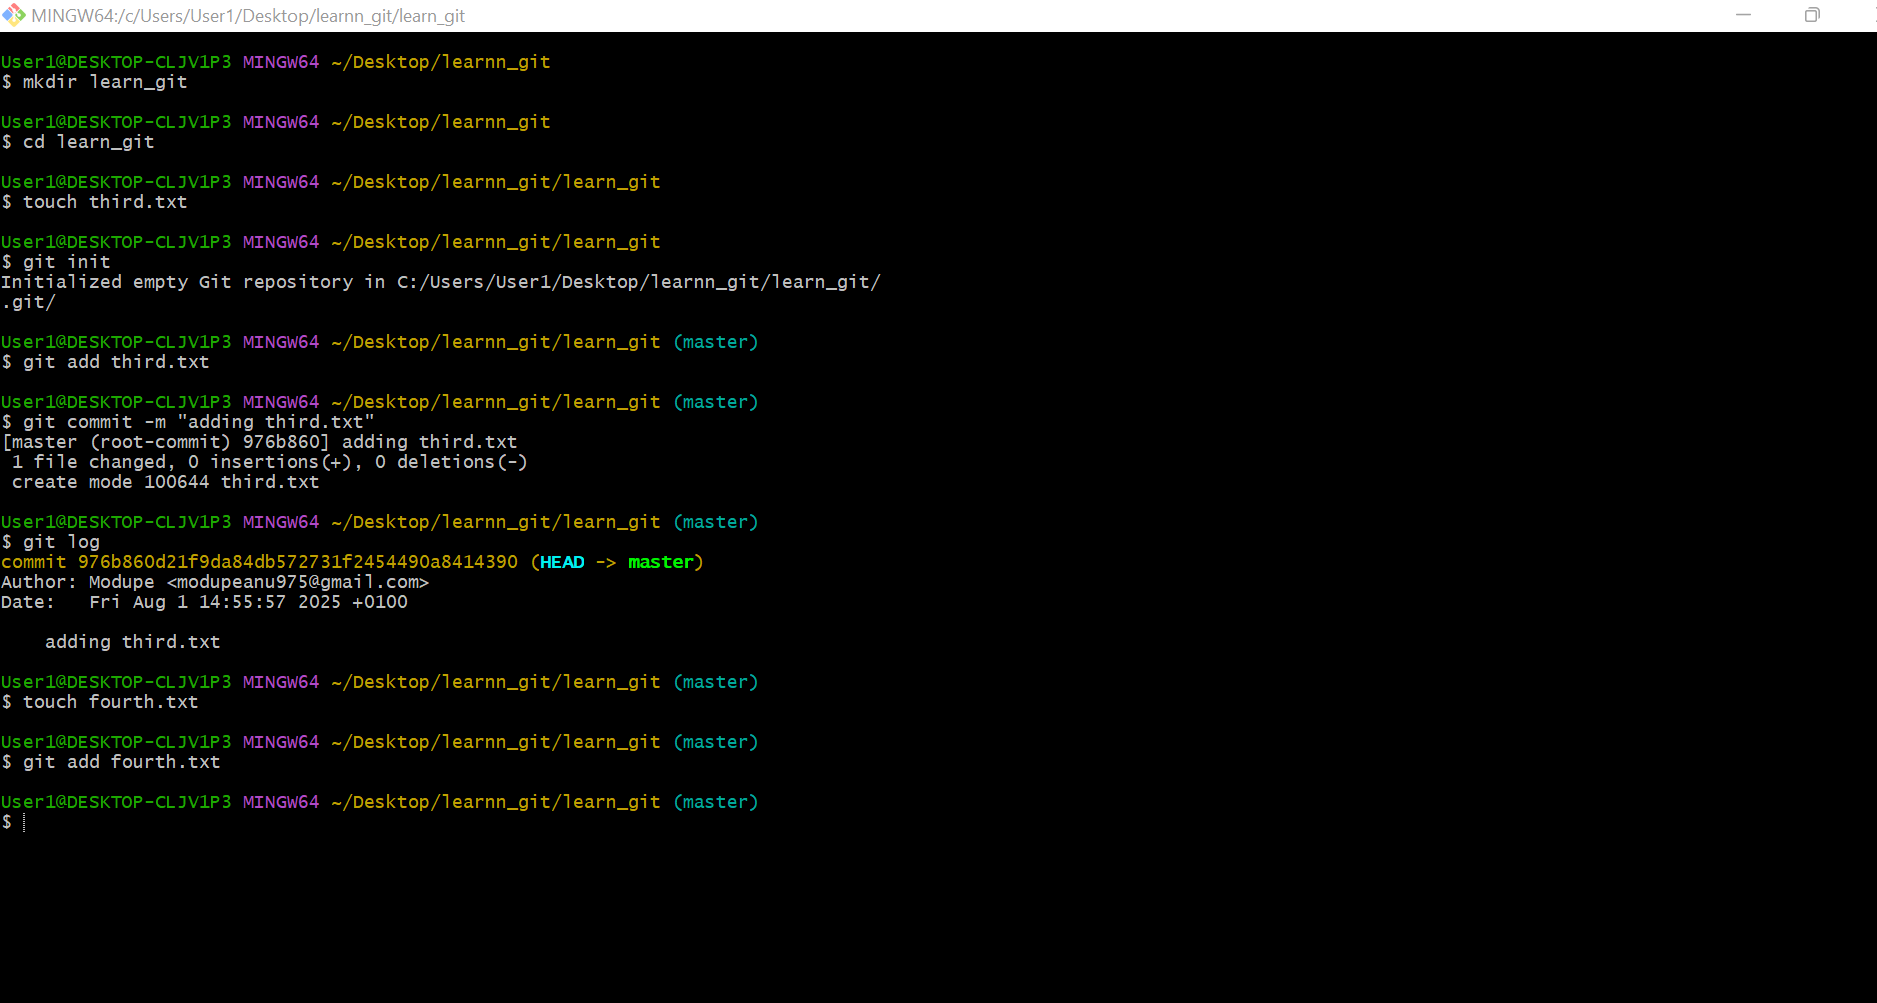 MINGW64:/c/Users/User1/Desktop/learnn_git/learn_git
User1@DESKTOP-CLJV1P3 MINGW64 ~/Desktop/learnn_git
$ mkdir learn_git
User1@DESKTOP-CLJV1P3 MINGW64 ~/Desktop/learnn_git
$ cd learn_git
User1@DESKTOP-CLJV1P3 MINGW64 ~/Desktop/learnn_git/learn_git
$ touch third.txt
User1@DESKTOP-CLJV1P3 MINGW64 ~/Desktop/learnn_git/learn_git
$ git init
Initialized empty Git repository in C:/Users/User1/Desktop/learnn_git/learn_git/
.git/
User1@DESKTOP-CLJV1P3 MINGW64 ~/Desktop/learnn_git/learn_git (master)
$ git add third.txt
User1@DESKTOP-CLJV1P3 MINGW64 ~/Desktop/learnn_git/learn_git (master)
$ git commit -m "adding third.txt"
[master (root-commit) 976b860] adding third.txt
 1 file changed, 0 insertions(+), 0 deletions(-)
 create mode 100644 third.txt
User1@DESKTOP-CLJV1P3 MINGW64 ~/Desktop/learnn_git/learn_git (master)
$ git log
commit 976b860d21f9da84db572731f2454490a8414390 (HEAD -> master)
Author: Modupe <modupeanu975@gmail.com>
Date:   Fri Aug 1 14:55:57 2025 +0100
    adding third.txt
User1@DESKTOP-CLJV1P3 MINGW64 ~/Desktop/learnn_git/learn_git (master)
$ touch fourth.txt
User1@DESKTOP-CLJV1P3 MINGW64 ~/Desktop/learnn_git/learn_git (master)
$ git add fourth.txt
User1@DESKTOP-CLJV1P3 MINGW64 ~/Desktop/learnn_git/learn_git (master)
$